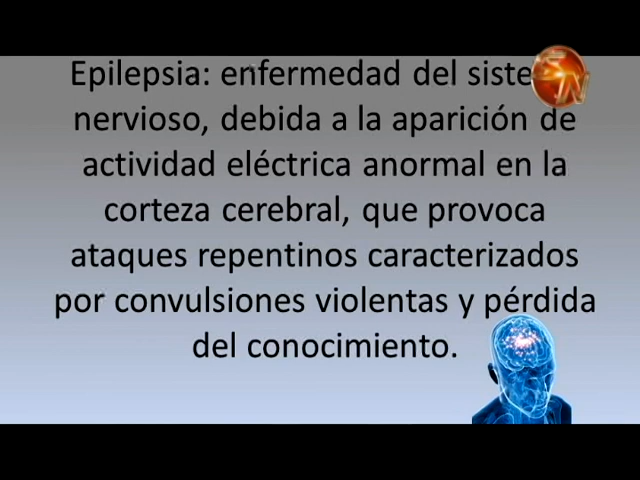 Epilepsia: enfermedad del
nervioso, debida a la aparición de
actividad eléctrica anormal en la
corteza cerebral, que provoca
ataques repentinos caracterizados
por convulsiones violentas y pérdida
del conocimiento.